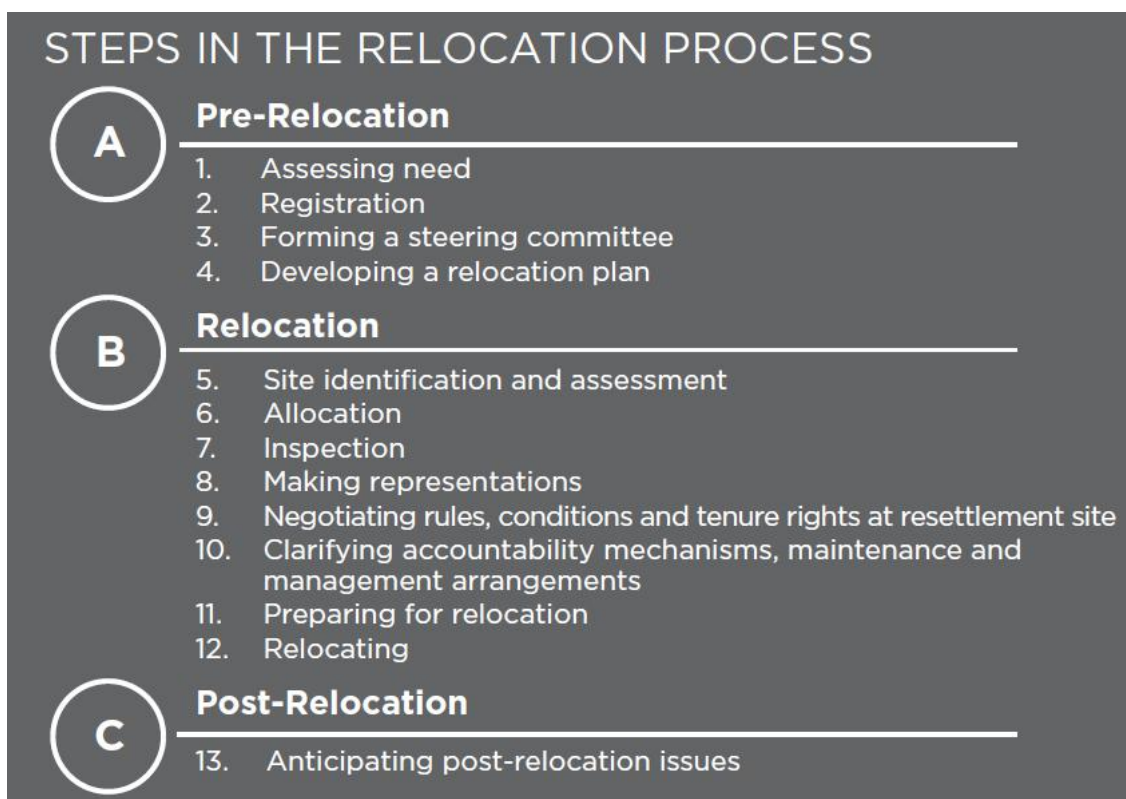 STEPS IN THE RELOCATION PROCESS
A
Pre-Relocation
1. Assessing need
2. Registration
3. Forming a steering committee
4. Developing a relocation plan
B
Relocation
5. Site identification and assessment
6. Allocation
7. Inspection
8. Making representations
9. Negotiating rules, conditions and tenure rights at resettlement site
10. Clarifying accountability mechanisms, maintenance and
management arrangements
11. Preparing for relocation
12. Relocating
C
Post-Relocation
13. Anticipating post-relocation issues